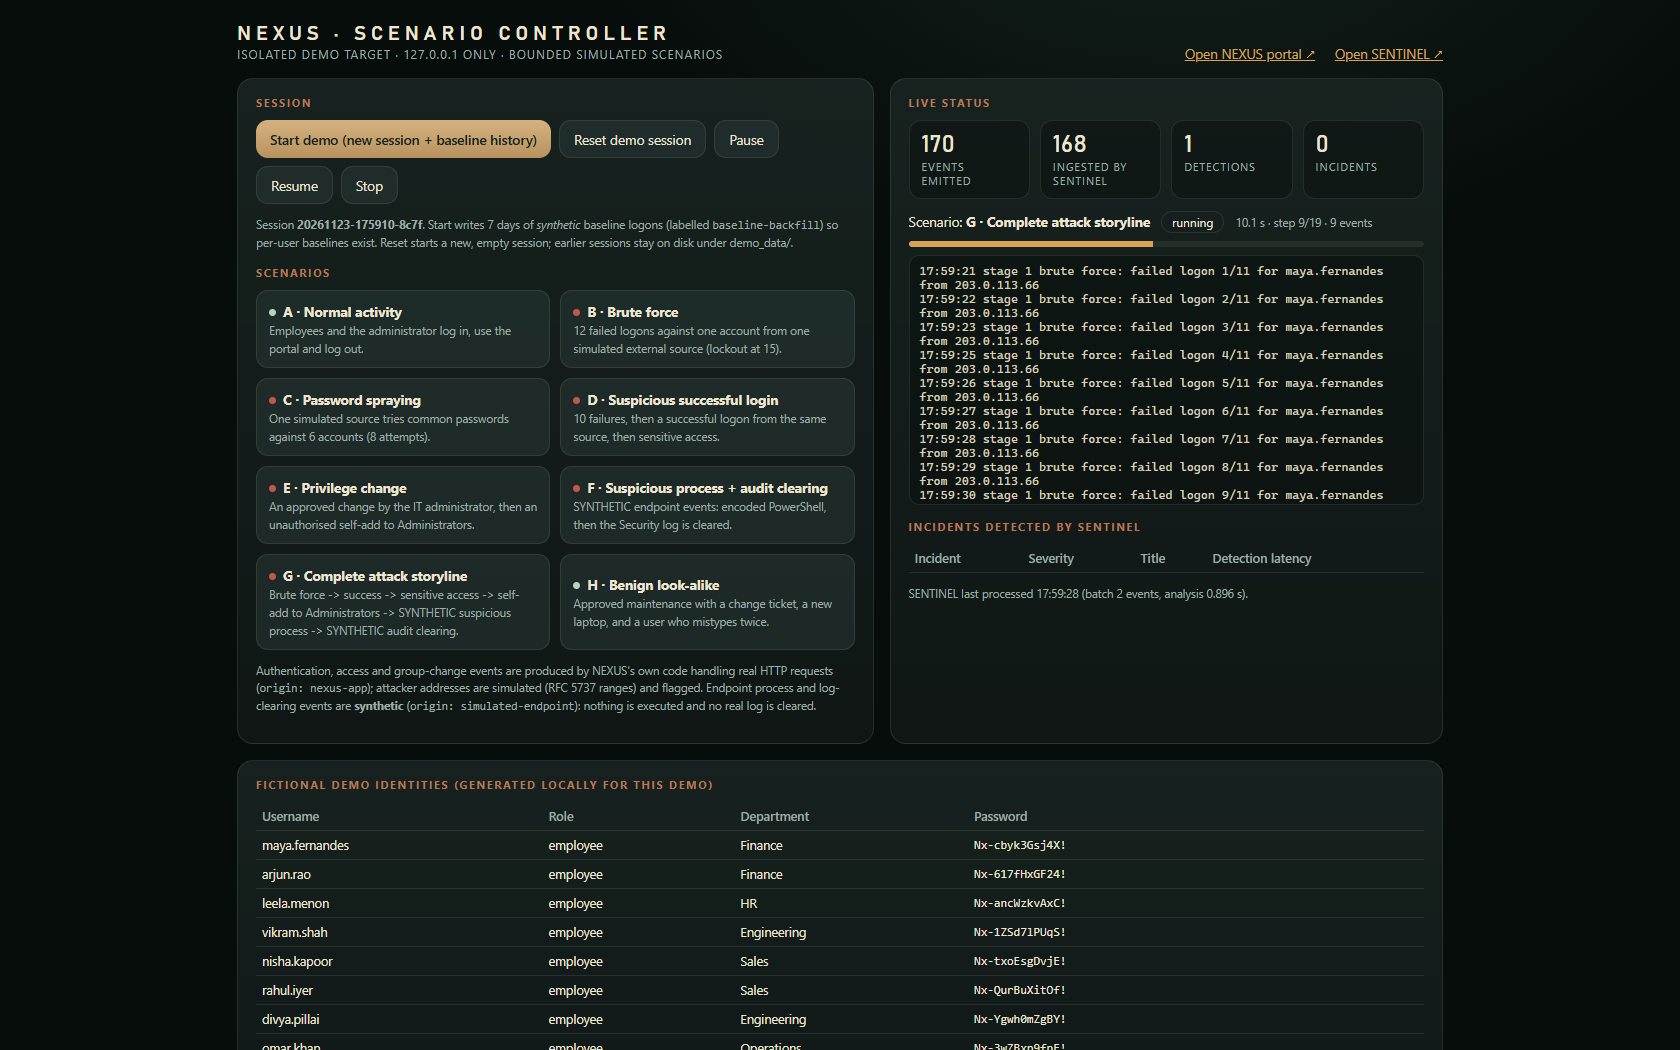 NEXUS · SCENARIO CONTROLLER
ISOLATED DEMO TARGET · 127.0.0.1 ONLY · BOUNDED SIMULATED SCENARIOS
Open NEXUS portal ↗
Open SENTINEL ↗
SESSION
Start demo (new session + baseline history)
Reset demo session
Pause
Resume
Stop
Session 20261123-175910-8c7f. Start writes 7 days of synthetic baseline logons (labelled baseline-backfill) so
per-user baselines exist. Reset starts a new, empty session; earlier sessions stay on disk under demo_data/.
SCENARIOS
A · Normal activity
Employees and the administrator log in, use the
portal and log out.
B · Brute force
12 failed logons against one account from one
simulated external source (lockout at 15).
C · Password spraying
One simulated source tries common passwords
against 6 accounts (8 attempts).
D · Suspicious successful login
10 failures, then a successful logon from the same
source, then sensitive access.
E · Privilege change
An approved change by the IT administrator, then an
unauthorised self-add to Administrators.
F · Suspicious process + audit clearing
SYNTHETIC endpoint events: encoded PowerShell,
then the Security log is cleared.
G · Complete attack storyline
Brute force -> success -> sensitive access -> self-
add to Administrators -> SYNTHETIC suspicious
process -> SYNTHETIC audit clearing.
H · Benign look-alike
Approved maintenance with a change ticket, a new
laptop, and a user who mistypes twice.
Authentication, access and group-change events are produced by NEXUS's own code handling real HTTP requests
(origin: nexus-app); attacker addresses are simulated (RFC 5737 ranges) and flagged. Endpoint process and log-
clearing events are synthetic (origin: simulated-endpoint): nothing is executed and no real log is cleared.
LIVE STATUS
170
EVENTS
EMITTED
168
INGESTED BY
SENTINEL
1
DETECTIONS
0
INCIDENTS
Scenario: G · Complete attack storyline running 10.1 s · step 9/19 · 9 events
17:59:21 stage 1 brute force: failed logon 1/11 for maya.fernandes
from 203.0.113.66
17:59:22 stage 1 brute force: failed logon 2/11 for maya.fernandes
from 203.0.113.66
17:59:23 stage 1 brute force: failed logon 3/11 for maya.fernandes
from 203.0.113.66
17:59:25 stage 1 brute force: failed logon 4/11 for maya.fernandes
from 203.0.113.66
17:59:26 stage 1 brute force: failed logon 5/11 for maya.fernandes
from 203.0.113.66
17:59:27 stage 1 brute force: failed logon 6/11 for maya.fernandes
from 203.0.113.66
17:59:28 stage 1 brute force: failed logon 7/11 for maya.fernandes
from 203.0.113.66
17:59:29 stage 1 brute force: failed logon 8/11 for maya.fernandes
from 203.0.113.66
17:59:30 stage 1 brute force: failed logon 9/11 for maya.fernandes
INCIDENTS DETECTED BY SENTINEL
Incident Severity Title Detection latency
SENTINEL last processed 17:59:28 (batch 2 events, analysis 0.896 s).
FICTIONAL DEMO IDENTITIES (GENERATED LOCALLY FOR THIS DEMO)
Username Role Department Password
maya.fernandes employee Finance Nx-cbyk3Gsj4X!
arjun.rao employee Finance Nx-617fHxGF24!
leela.menon employee HR Nx-ancWzkvAxC!
vikram.shah employee Engineering Nx-1ZSd7lPUqS!
nisha.kapoor employee Sales Nx-txoEsgDvjE!
rahul.iyer employee Sales Nx-QurBuXitOf!
divya.pillai employee Engineering Nx-Ygwh0mZgBY!
omar.khan employee Operations